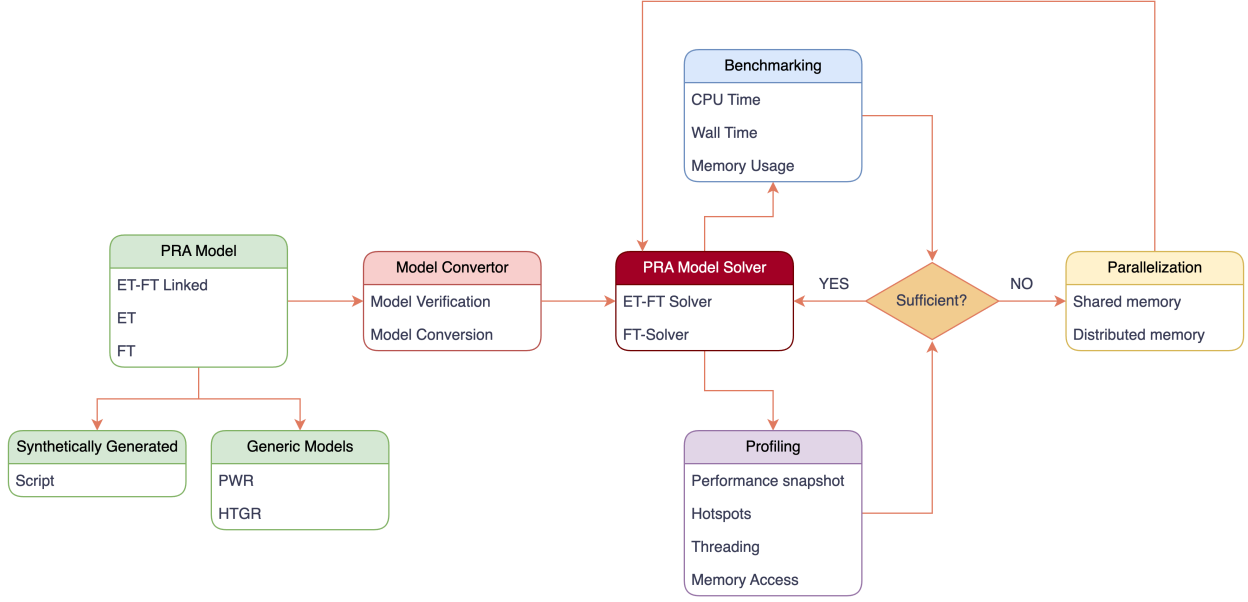 Benchmarking
CPU Time
Wall Time
Memory Usage
PRA Model
ET-FT Linked
ET
FT
Model Convertor
Model Verification
Model Conversion
PRA Model Solver
ET-FT Solver
FT-Solver
YES
Sufficient?
NO
Parallelization
Shared memory
Distributed memory
Synthetically Generated
Script
Generic Models
PWR
HTGR
Profiling
Performance snapshot
Hotspots
Threading
Memory Access